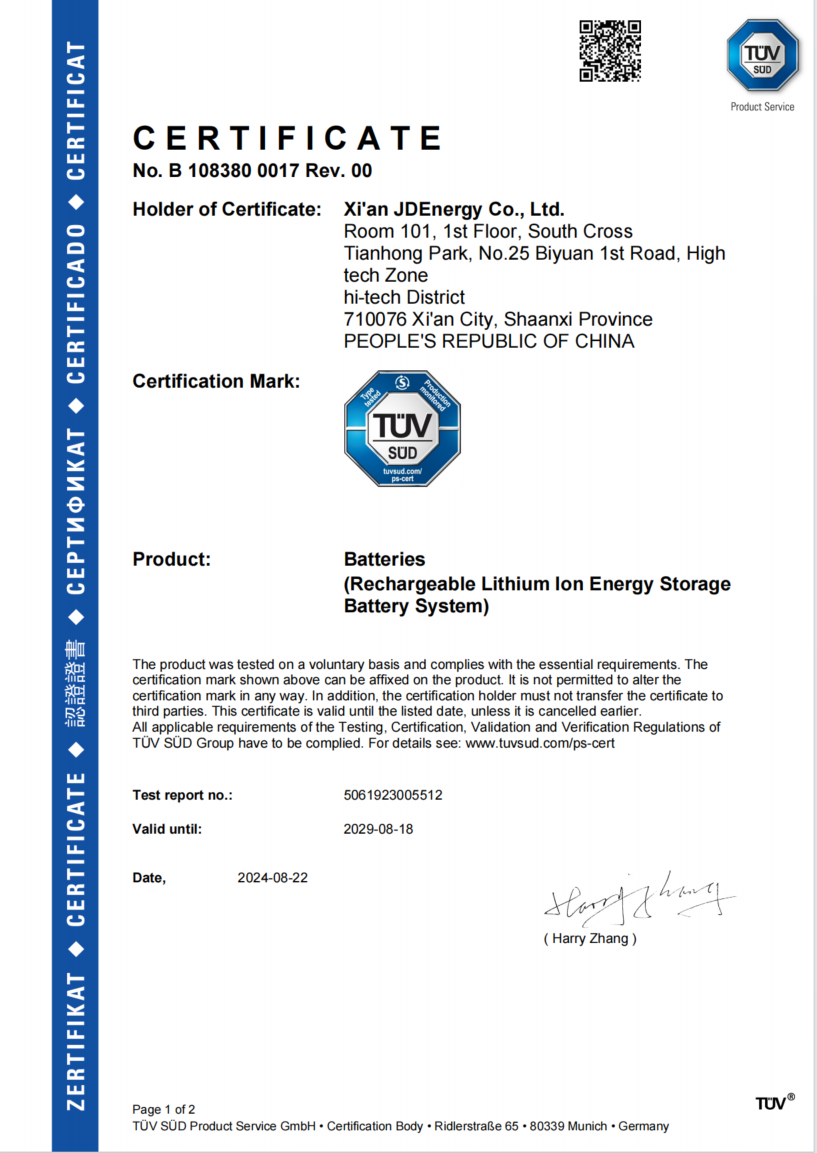 TÜV
SÜD
Product Service
CERTIFICATE
No. B 108380 0017 Rev. 00
Holder of Certificate: Xi'an JDEnergy Co., Ltd.
Room 101, 1st Floor, South Cross
Tianhong Park, No.25 Biyuan 1st Road, High
tech Zone
hi-tech District
710076 Xi'an City, Shaanxi Province
PEOPLE'S REPUBLIC OF CHINA
Certification Mark:
Type tested
Production monitored
TÜV
SÜD
tuvsud.com/
ps-cert
Product: Batteries
(Rechargeable Lithium Ion Energy Storage
Battery System)
The product was tested on a voluntary basis and complies with the essential requirements. The
certification mark shown above can be affixed on the product. It is not permitted to alter the
certification mark in any way. In addition, the certification holder must not transfer the certificate to
third parties. This certificate is valid until the listed date, unless it is cancelled earlier.
All applicable requirements of the Testing, Certification, Validation and Verification Regulations of
TÜV SÜD Group have to be complied. For details see: www.tuvsud.com/ps-cert
Test report no.: 5061923005512
Valid until: 2029-08-18
Date, 2024-08-22
Harry Zhang
( Harry Zhang )
Page 1 of 2
TÜV SÜD Product Service GmbH • Certification Body • Ridlerstraße 65 • 80339 Munich • Germany
TÜV®
ZERTIFIKAT ◆ CERTIFICATE ◆ 認證證書 ◆ СЕРТИФИКАТ ◆ CERTIFICADO ◆ CERTIFICAT